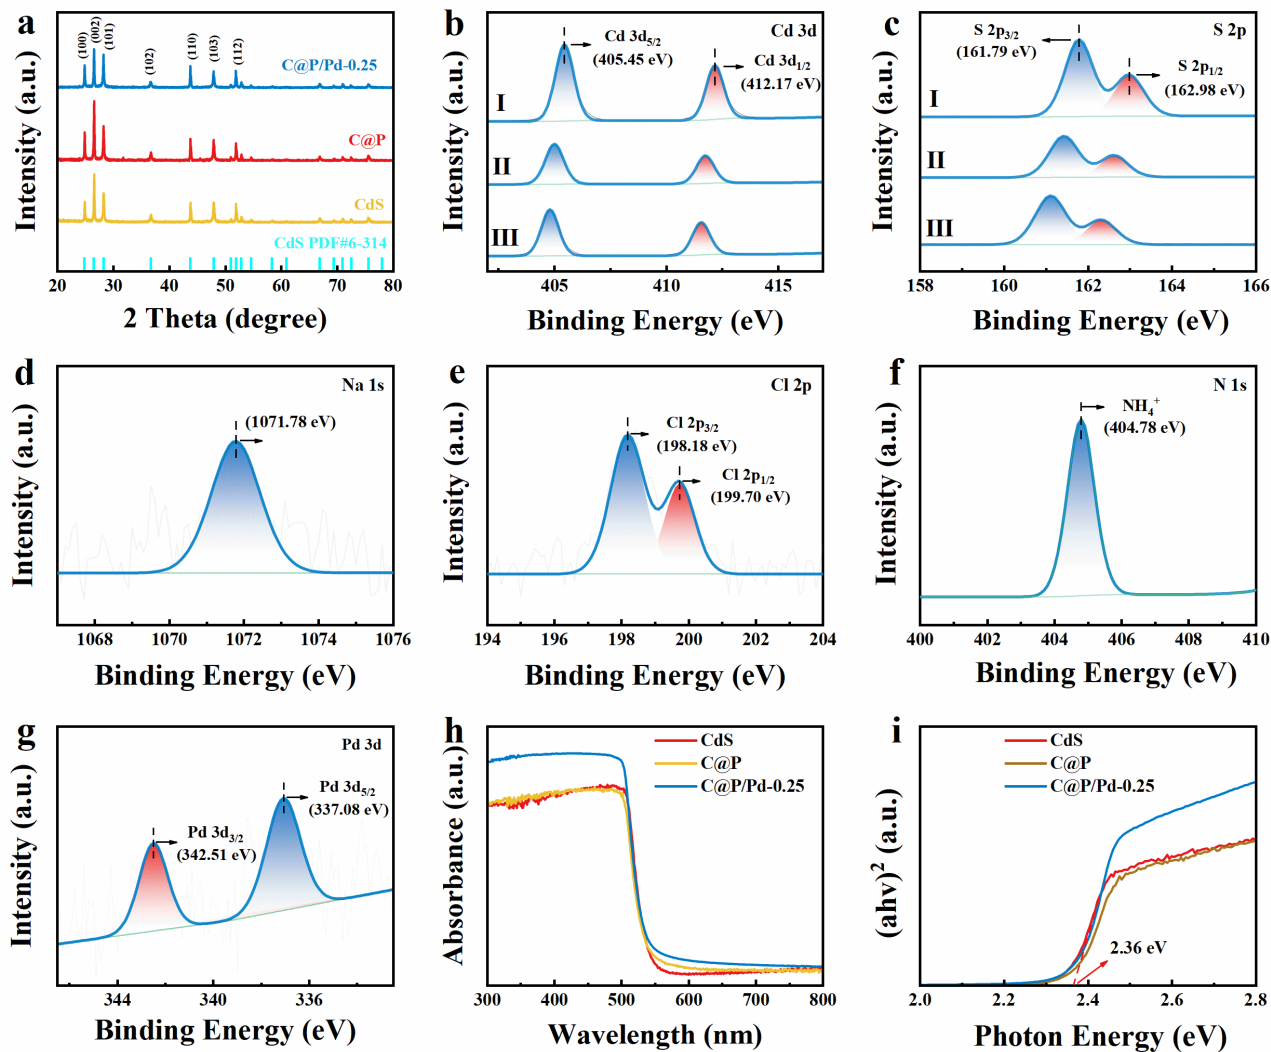 a
Intensity (a.u.)
(100)
(002)
(101)
(102)
(110)
(103)
(112)
C@P/Pd-0.25
C@P
CdS
CdS PDF#6-314
20 30 40 50 60 70 80
2 Theta (degree)
b
Cd 3d
Intensity (a.u.)
Cd 3d5/2
(405.45 eV)
Cd 3d1/2
(412.17 eV)
I
II
III
405 410 415
Binding Energy (eV)
c
S 2p
Intensity (a.u.)
S 2p3/2
(161.79 eV)
S 2p1/2
(162.98 eV)
I
II
III
158 160 162 164 166
Binding Energy (eV)
d
Na 1s
Intensity (a.u.)
(1071.78 eV)
1068 1070 1072 1074 1076
Binding Energy (eV)
e
Cl 2p
Intensity (a.u.)
Cl 2p3/2
(198.18 eV)
Cl 2p1/2
(199.70 eV)
194 196 198 200 202 204
Binding Energy (eV)
f
N 1s
Intensity (a.u.)
NH4+
(404.78 eV)
400 402 404 406 408 410
Binding Energy (eV)
g
Pd 3d
Intensity (a.u.)
Pd 3d5/2
(337.08 eV)
Pd 3d3/2
(342.51 eV)
344 340 336
Binding Energy (eV)
h
Absorbance (a.u.)
CdS
C@P
C@P/Pd-0.25
300 400 500 600 700 800
Wavelength (nm)
i
(ahv)2 (a.u.)
CdS
C@P
C@P/Pd-0.25
2.36 eV
2.0 2.2 2.4 2.6 2.8
Photon Energy (eV)